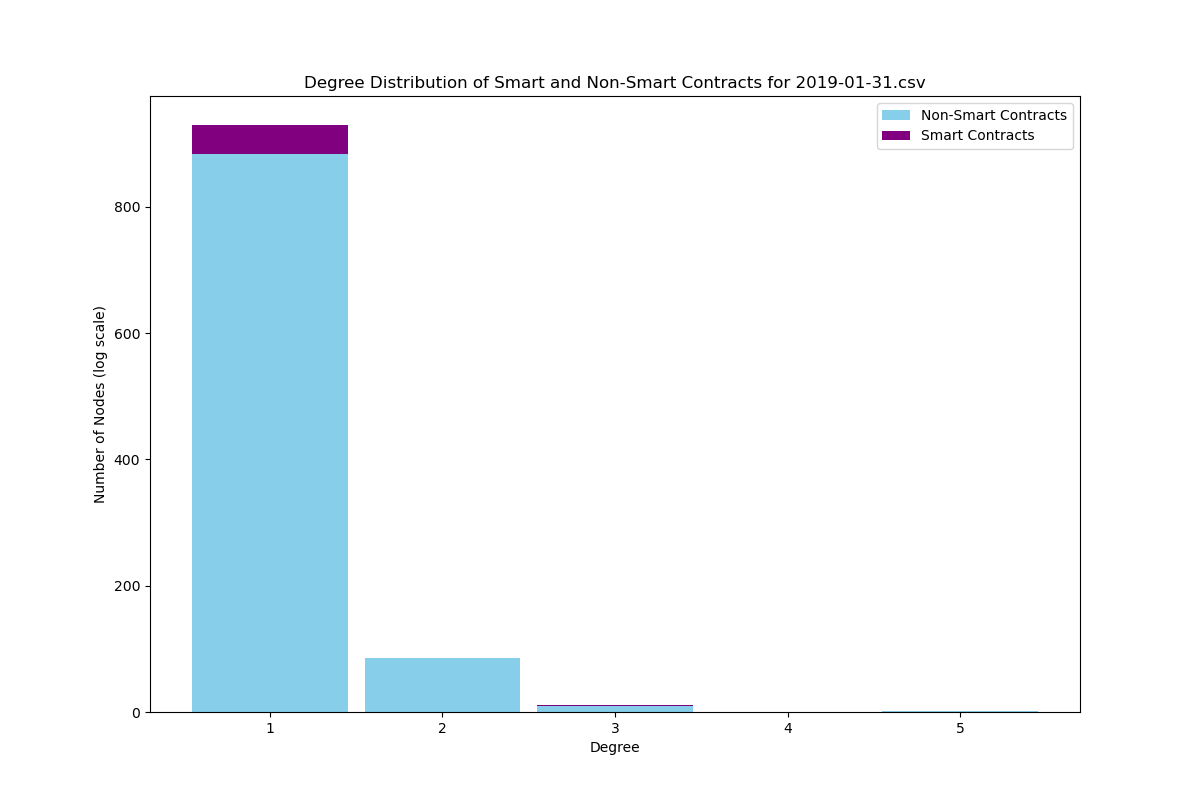 Degree Distribution of Smart and Non-Smart Contracts for 2019-01-31.csv
Non-Smart Contracts
Smart Contracts
Number of Nodes (log scale)
800
600
400
200
0
1 2 3 4 5
Degree